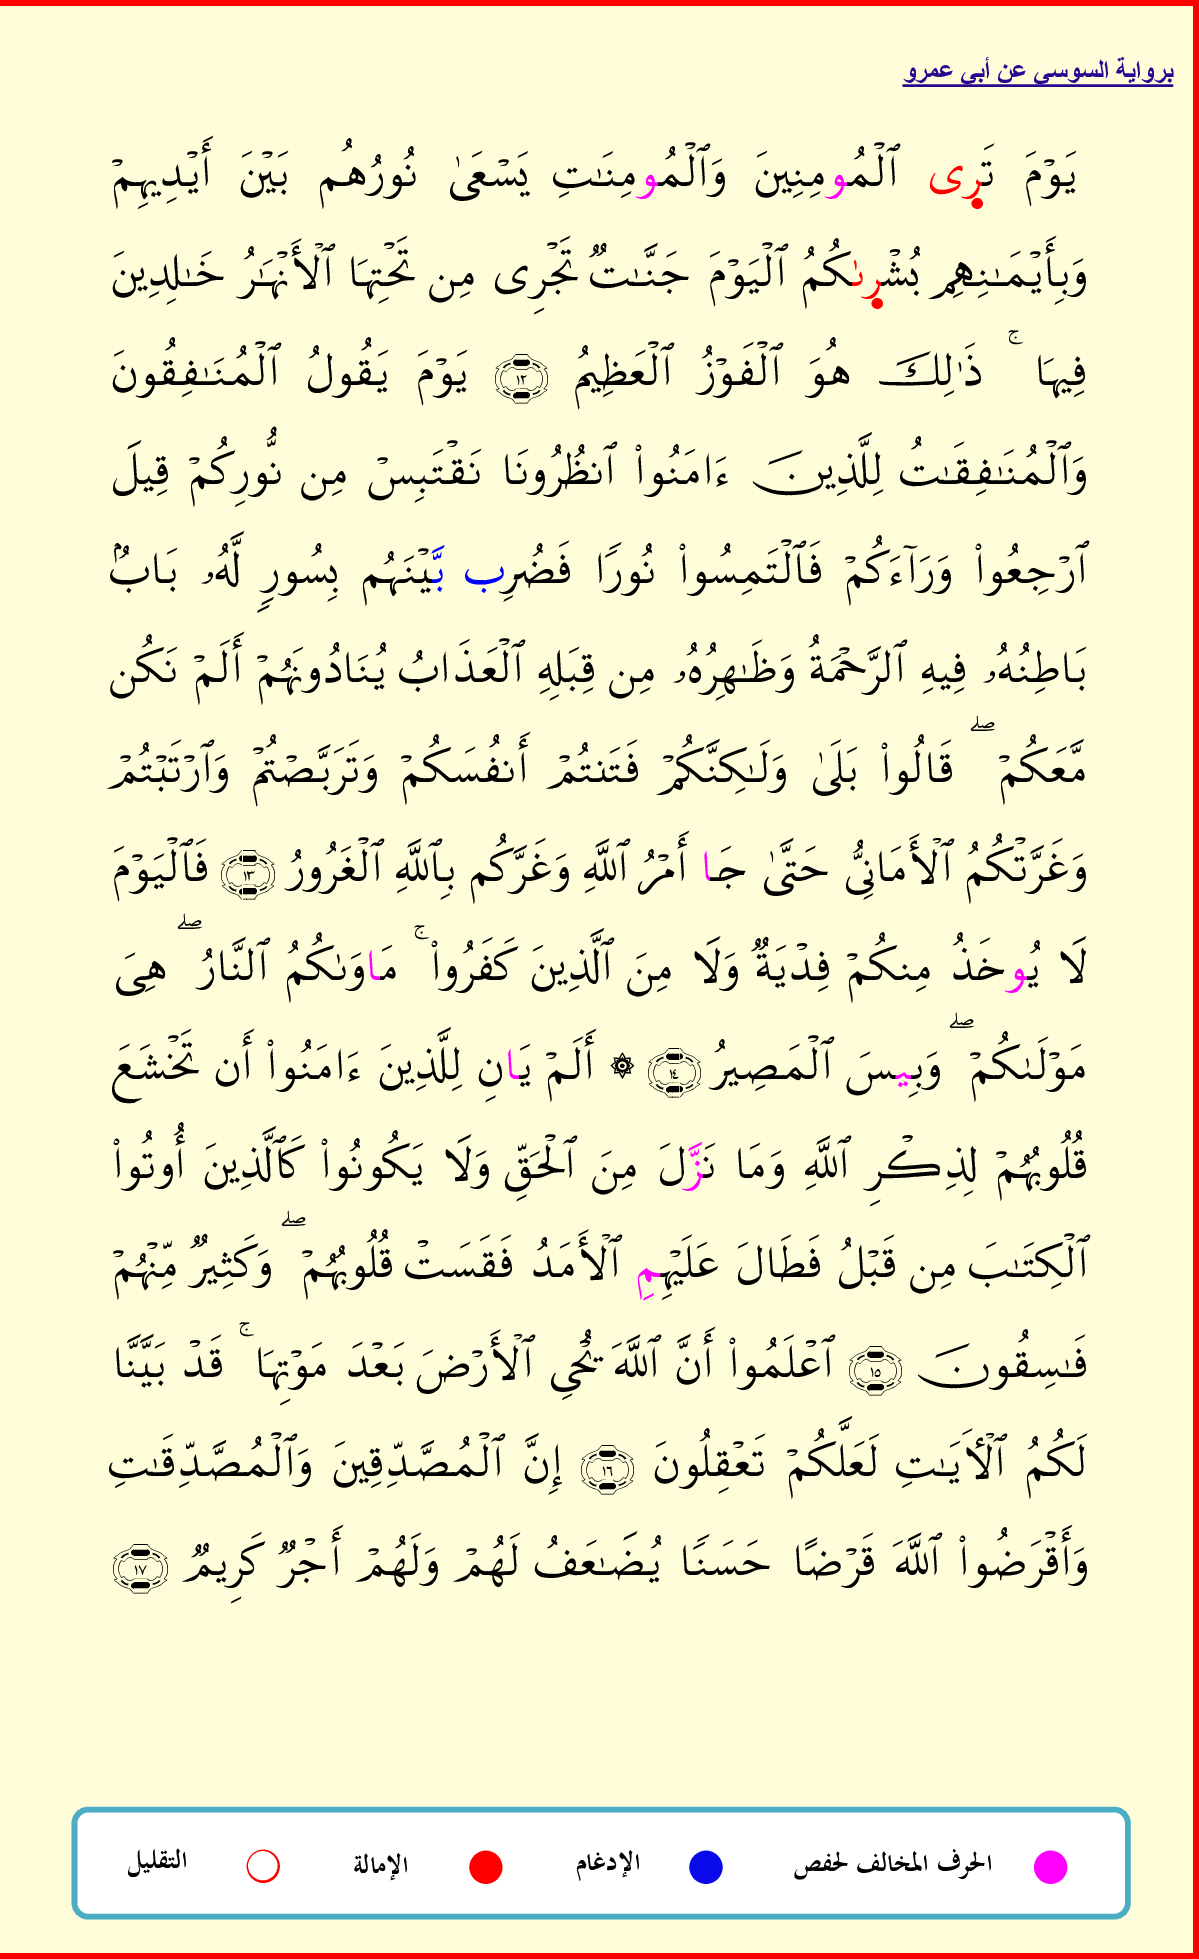 برواية السوسي عن أبي عمرو
يَوْمَ تَرِى ٱلْمُومِنِينَ وَٱلْمُومِنَٰتِ يَسْعَىٰ نُورُهُم بَيْنَ أَيْدِيهِمْ
وَبِأَيْمَٰنِهِم بُشْرِىٰكُمُ ٱلْيَوْمَ جَنَّٰتٌ تَجْرِى مِن تَحْتِهَا ٱلْأَنْهَٰرُ خَٰلِدِينَ
فِيهَا ۚ ذَٰلِكَ هُوَ ٱلْفَوْزُ ٱلْعَظِيمُ ١٢ يَوْمَ يَقُولُ ٱلْمُنَٰفِقُونَ
وَٱلْمُنَٰفِقَٰتُ لِلَّذِينَ ءَامَنُوا۟ ٱنظُرُونَا نَقْتَبِسْ مِن نُّورِكُمْ قِيلَ
ٱرْجِعُوا۟ وَرَآءَكُمْ فَٱلْتَمِسُوا۟ نُورًا فَضُرِب بَّيْنَهُم بِسُورٍ لَّهُۥ بَابٌۢ
بَاطِنُهُۥ فِيهِ ٱلرَّحْمَةُ وَظَٰهِرُهُۥ مِن قِبَلِهِ ٱلْعَذَابُ يُنَادُونَهُمْ أَلَمْ نَكُن
مَّعَكُمْ ۖ قَالُوا۟ بَلَىٰ وَلَٰكِنَّكُمْ فَتَنتُمْ أَنفُسَكُمْ وَتَرَبَّصْتُمْ وَٱرْتَبْتُمْ
وَغَرَّتْكُمُ ٱلْأَمَانِىُّ حَتَّىٰ جَا أَمْرُ ٱللَّهِ وَغَرَّكُم بِٱللَّهِ ٱلْغَرُورُ ١٣ فَٱلْيَوْمَ
لَا يُوخَذُ مِنكُمْ فِدْيَةٌ وَلَا مِنَ ٱلَّذِينَ كَفَرُوا۟ ۚ مَاوَىٰكُمُ ٱلنَّارُ ۖ هِىَ
مَوْلَىٰكُمْ ۖ وَبِيسَ ٱلْمَصِيرُ ١٤ ۞ أَلَمْ يَانِ لِلَّذِينَ ءَامَنُوا۟ أَن تَخْشَعَ
قُلُوبُهُمْ لِذِكْرِ ٱللَّهِ وَمَا نَزَّلَ مِنَ ٱلْحَقِّ وَلَا يَكُونُوا۟ كَٱلَّذِينَ أُوتُوا۟
ٱلْكِتَٰبَ مِن قَبْلُ فَطَالَ عَلَيْهِمِ ٱلْأَمَدُ فَقَسَتْ قُلُوبُهُمْ ۖ وَكَثِيرٌ مِّنْهُمْ
فَٰسِقُونَ ١٥ ٱعْلَمُوا۟ أَنَّ ٱللَّهَ يُحْىِ ٱلْأَرْضَ بَعْدَ مَوْتِهَا ۚ قَدْ بَيَّنَّا
لَكُمُ ٱلْءَايَٰتِ لَعَلَّكُمْ تَعْقِلُونَ ١٦ إِنَّ ٱلْمُصَّدِّقِينَ وَٱلْمُصَّدِّقَٰتِ
وَأَقْرَضُوا۟ ٱللَّهَ قَرْضًا حَسَنًا يُضَٰعَفُ لَهُمْ وَلَهُمْ أَجْرٌ كَرِيمٌ ١٧
الحرف المخالف لحفص الإدغام الإمالة التقليل